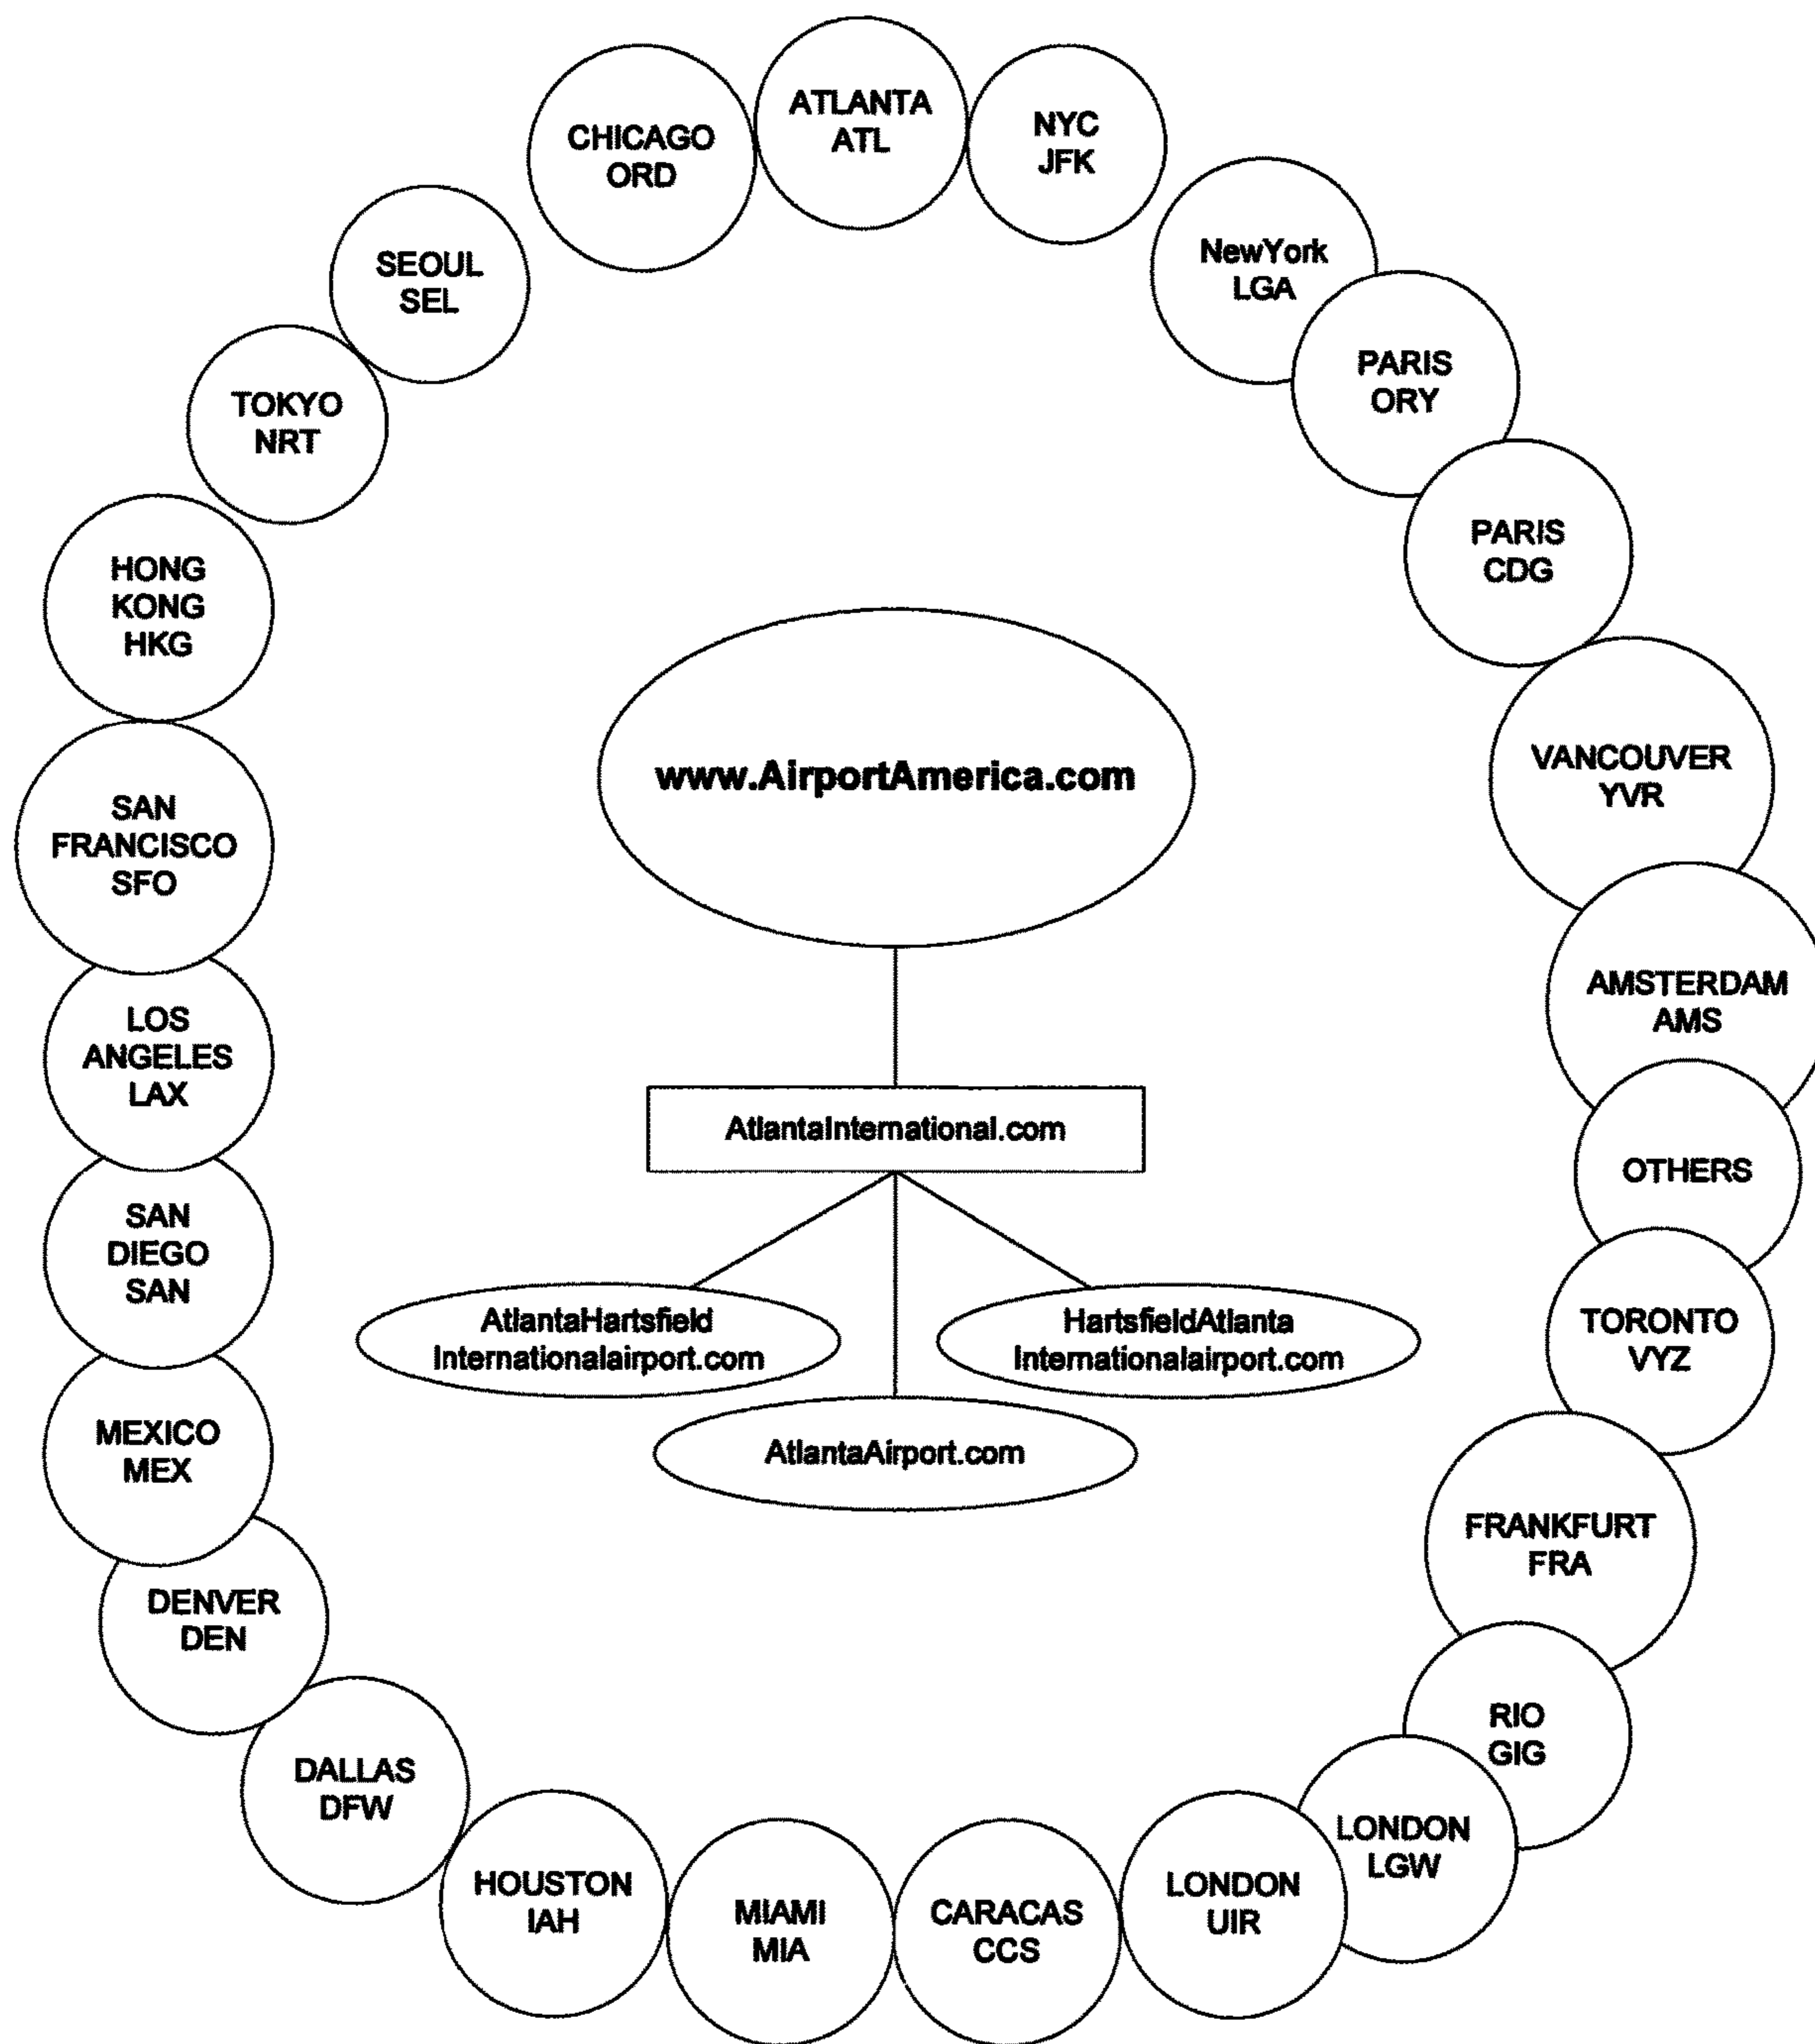 ATLANTA
ATL
NYC
JFK
NewYork
LGA
PARIS
ORY
PARIS
CDG
VANCOUVER
YVR
AMSTERDAM
AMS
OTHERS
TORONTO
VYZ
FRANKFURT
FRA
RIO
GIG
LONDON
LGW
LONDON
UIR
CARACAS
CCS
MIAMI
MIA
HOUSTON
IAH
DALLAS
DFW
DENVER
DEN
MEXICO
MEX
SAN
DIEGO
SAN
LOS
ANGELES
LAX
SAN
FRANCISCO
SFO
HONG
KONG
HKG
TOKYO
NRT
SEOUL
SEL
CHICAGO
ORD
www.AirportAmerica.com
AtlantaInternational.com
AtlantaHartsfield
Internationalairport.com
HartsfieldAtlanta
Internationalairport.com
AtlantaAirport.com